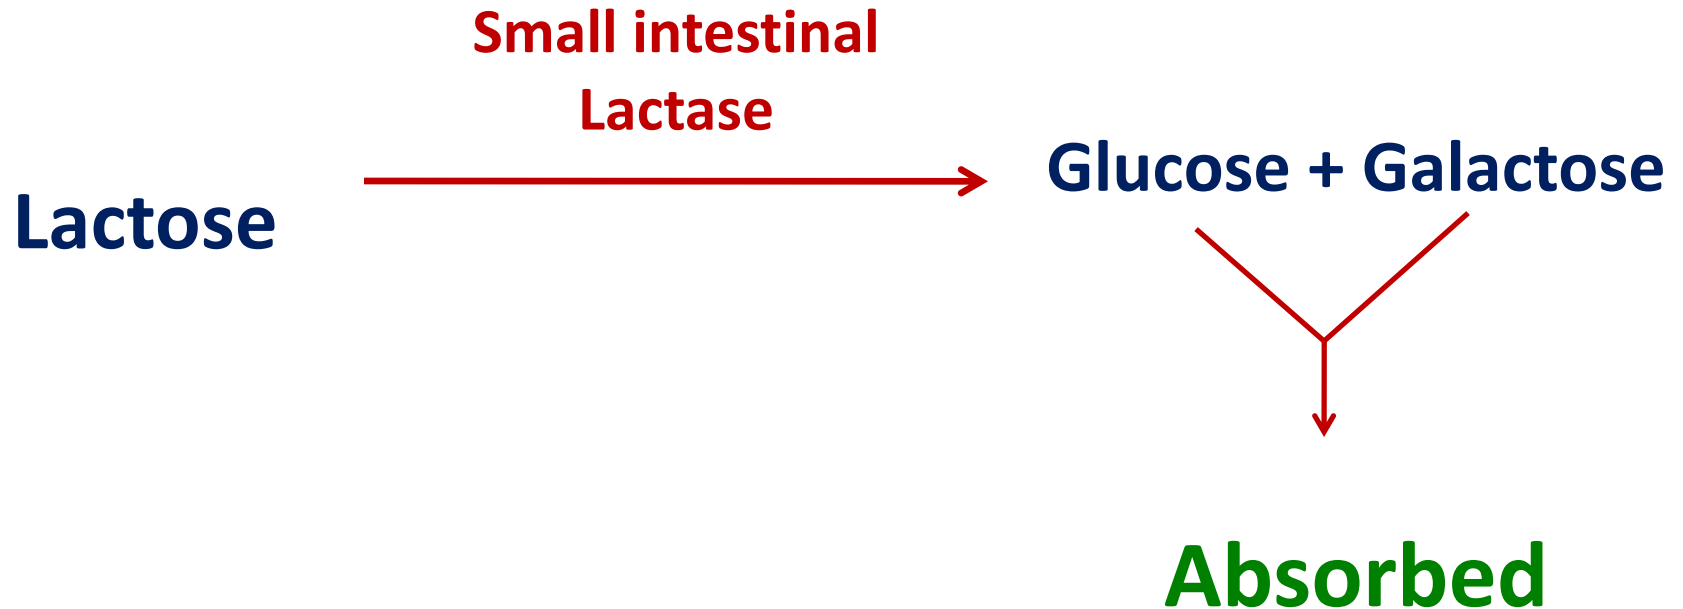 Small intestinal
Lactase
Lactose
Glucose + Galactose
Absorbed